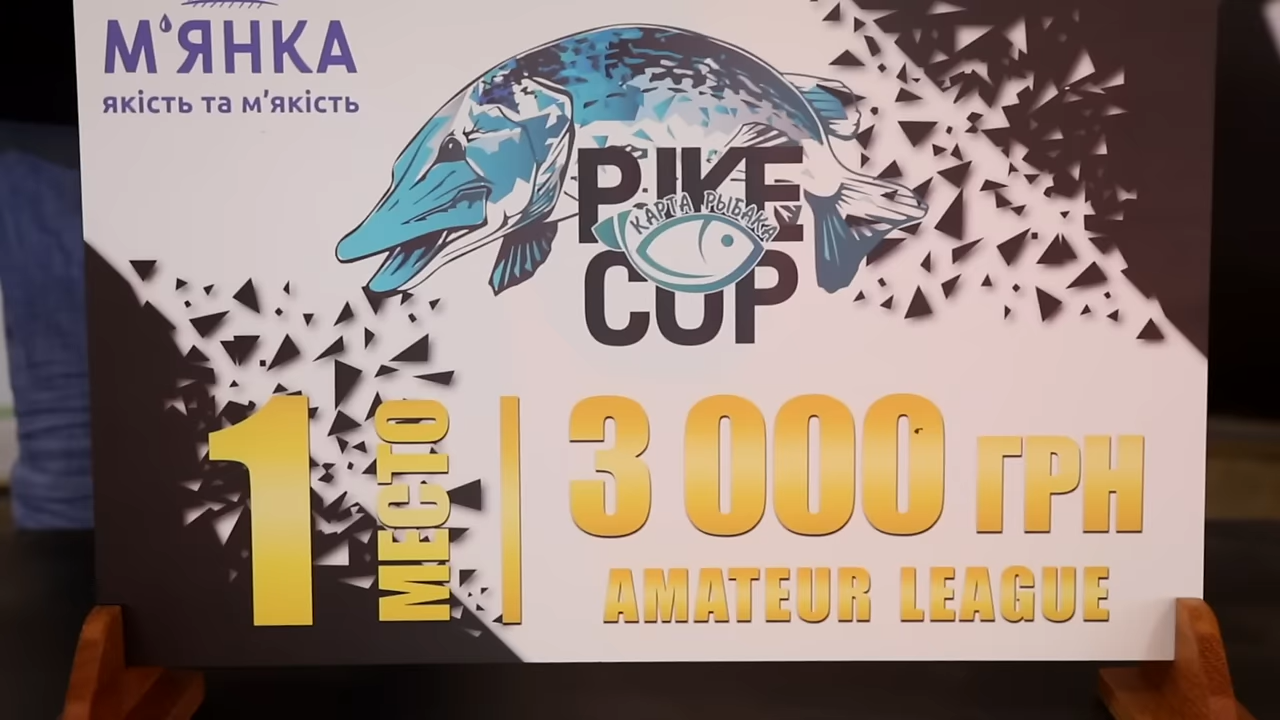 М'ЯНКА
якість та м'якість
PIKE
КАРТА РЫБАКА
CUP
1 МЕСТО
3 000 ГРН
AMATEUR LEAGUE